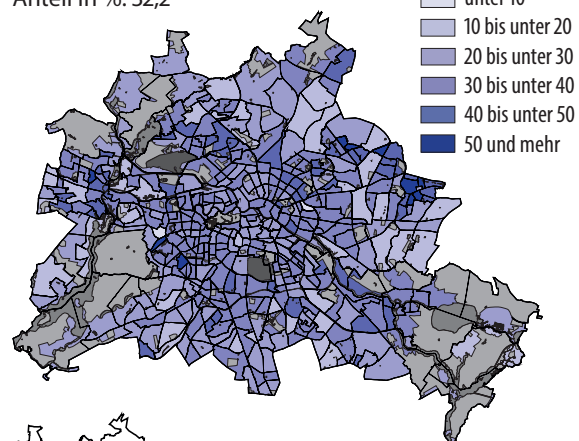 Anteil in %: 32,2
unter 10
10 bis unter 20
20 bis unter 30
30 bis unter 40
40 bis unter 50
50 und mehr